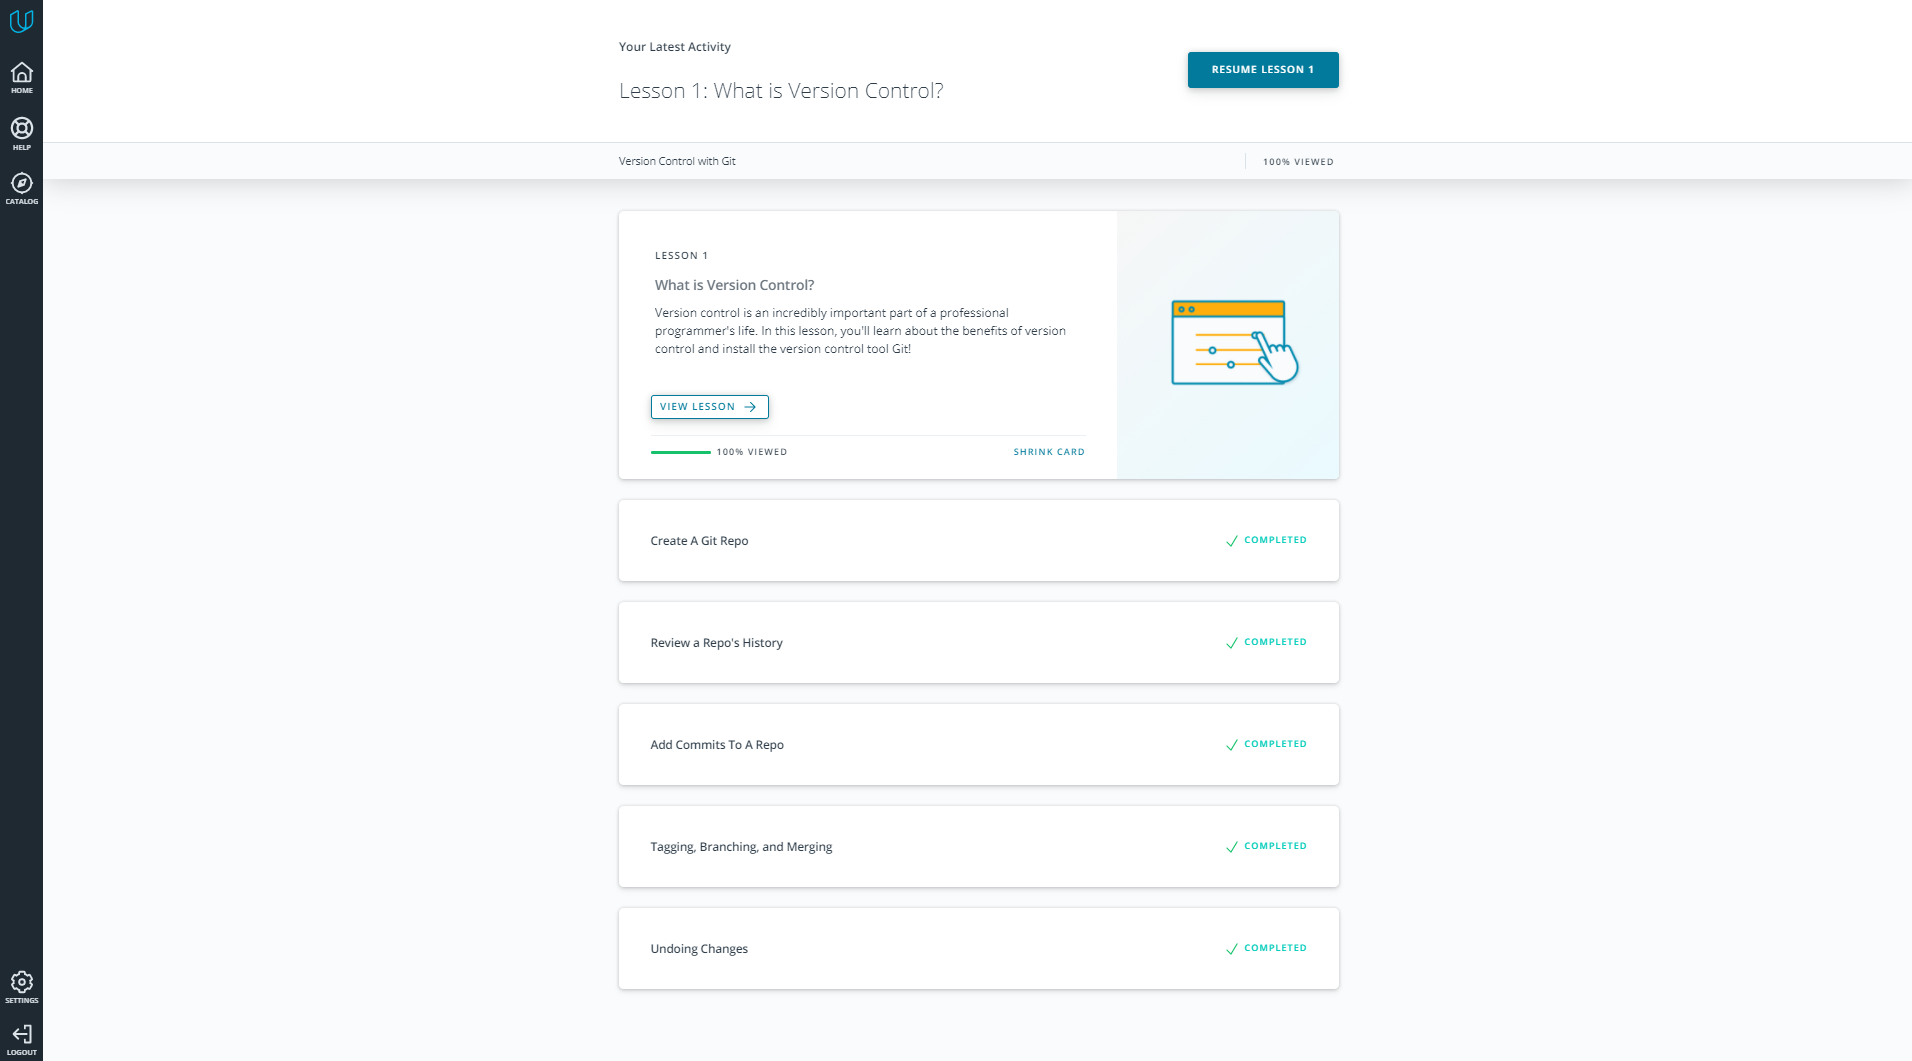 HOME
HELP
CATALOG
SETTINGS
LOGOUT
Your Latest Activity
Lesson 1: What is Version Control?
RESUME LESSON 1
Version Control with Git
100% VIEWED
LESSON 1
What is Version Control?
Version control is an incredibly important part of a professional
programmer's life. In this lesson, you'll learn about the benefits of version
control and install the version control tool Git!
VIEW LESSON
100% VIEWED
SHRINK CARD
Create A Git Repo
COMPLETED
Review a Repo's History
COMPLETED
Add Commits To A Repo
COMPLETED
Tagging, Branching, and Merging
COMPLETED
Undoing Changes
COMPLETED